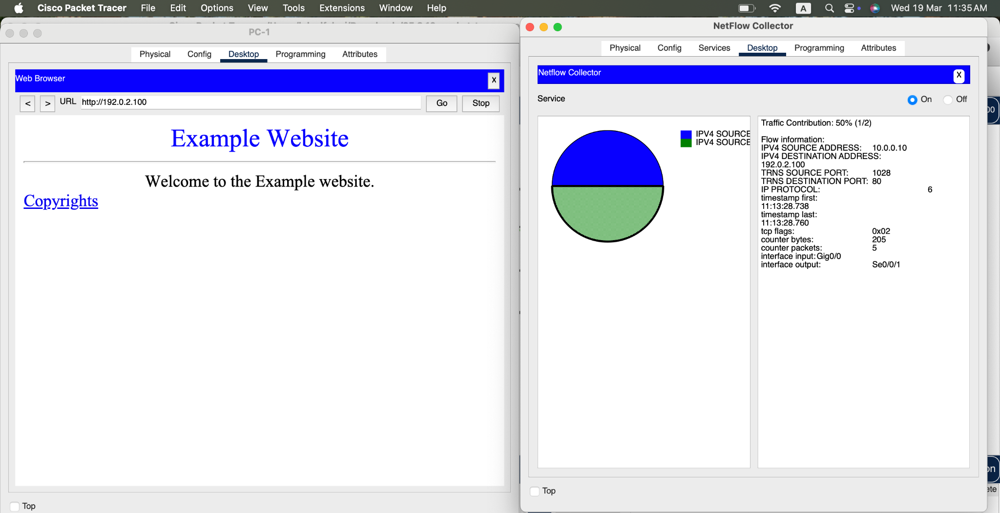 Cisco Packet Tracer File Edit Options View Tools Extensions Window Help A Wed 19 Mar 11:35 AM
PC-1
Physical Config Desktop Programming Attributes
Web Browser X
< > URL http://192.0.2.100 Go Stop
Example Website
Welcome to the Example website.
Copyrights
Top
NetFlow Collector
Physical Config Services Desktop Programming Attributes
Netflow Collector X
Service On Off
IPV4 SOURCE
IPV4 SOURCE
Traffic Contribution: 50% (1/2)
Flow information:
IPV4 SOURCE ADDRESS: 10.0.0.10
IPV4 DESTINATION ADDRESS:
192.0.2.100
TRNS SOURCE PORT: 1028
TRNS DESTINATION PORT: 80
IP PROTOCOL: 6
timestamp first:
11:13:28.738
timestamp last:
11:13:28.760
tcp flags: 0x02
counter bytes: 205
counter packets: 5
interface input: Gig0/0
interface output: Se0/0/1
Top